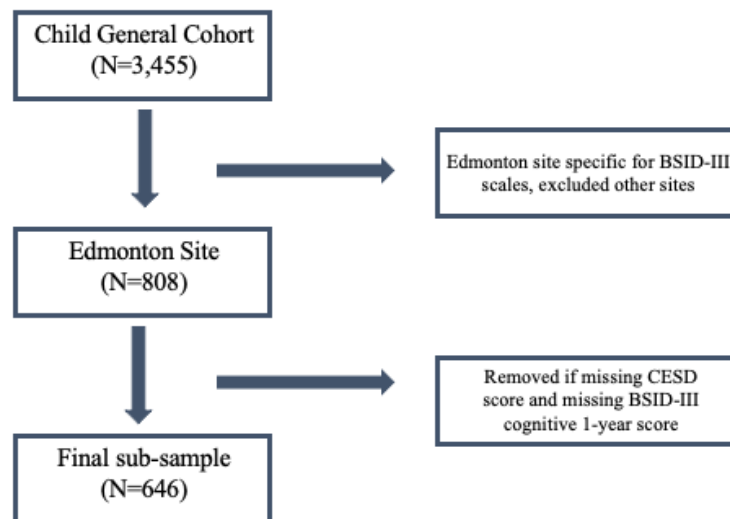 Child General Cohort
(N=3,455)
Edmonton site specific for BSID-III
scales, excluded other sites
Edmonton Site
(N=808)
Removed if missing CESD
score and missing BSID-III
cognitive 1-year score
Final sub-sample
(N=646)